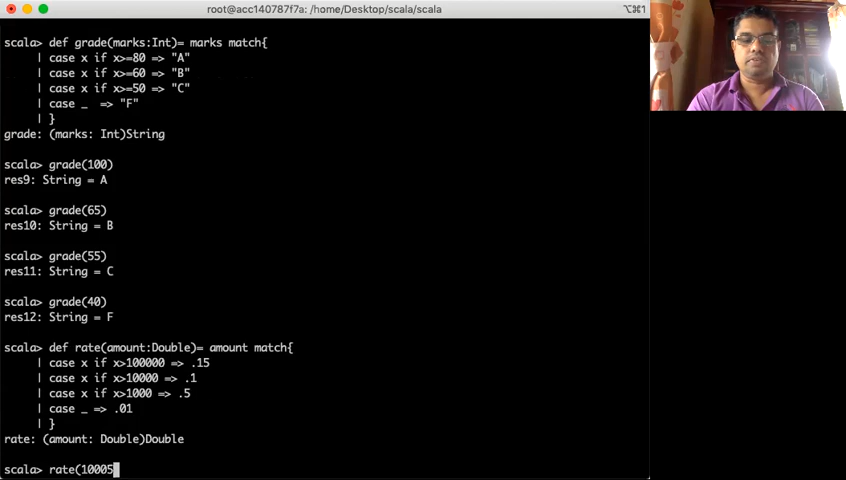 root@acc140787f7a: /home/Desktop/scala/scala
⌥⌘1
scala> def grade(marks:Int)= marks match{
| case x if x>=80 => "A"
| case x if x>=60 => "B"
| case x if x>=50 => "C"
| case _  => "F"
| }
grade: (marks: Int)String
scala> grade(100)
res9: String = A
scala> grade(65)
res10: String = B
scala> grade(55)
res11: String = C
scala> grade(40)
res12: String = F
scala> def rate(amount:Double)= amount match{
| case x if x>100000 => .15
| case x if x>10000 => .1
| case x if x>1000 => .5
| case _ => .01
| }
rate: (amount: Double)Double
scala> rate(10005